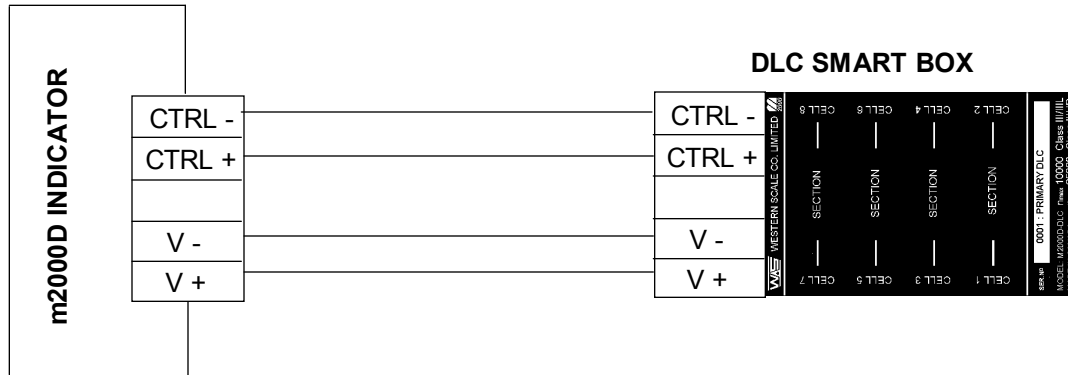 m2000D INDICATOR
CTRL -
CTRL +
V -
V +
DLC SMART BOX
CTRL -
CTRL +
V -
V +
WESTERN SCALE CO. LIMITED
CELL 8
CELL 6
CELL 4
CELL 2
SECTION
SECTION
SECTION
SECTION
CELL 7
CELL 5
CELL 3
CELL 1
SER.Nº
0001 : PRIMARY DLC
MODEL: M2000D-DLC nmax 10000 Class III/IIIL